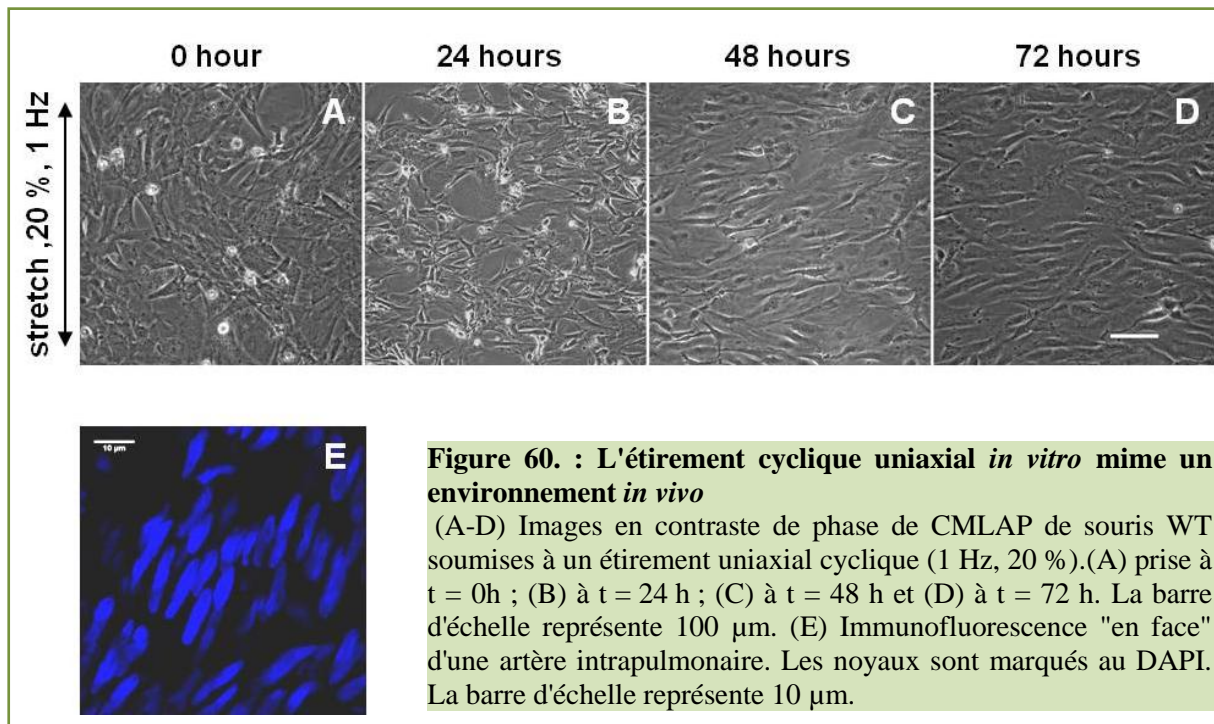 0 hour 24 hours 48 hours 72 hours
stretch ,20 % , 1 Hz
A B C D
10 µm
E
Figure 60. : L'étirement cyclique uniaxial in vitro mime un
environnement in vivo
(A-D) Images en contraste de phase de CMLAP de souris WT
soumises à un étirement uniaxial cyclique (1 Hz, 20 %).(A) prise à
t = 0h ; (B) à t = 24 h ; (C) à t = 48 h et (D) à t = 72 h. La barre
d'échelle représente 100 µm. (E) Immunofluorescence "en face"
d'une artère intrapulmonaire. Les noyaux sont marqués au DAPI.
La barre d'échelle représente 10 µm.